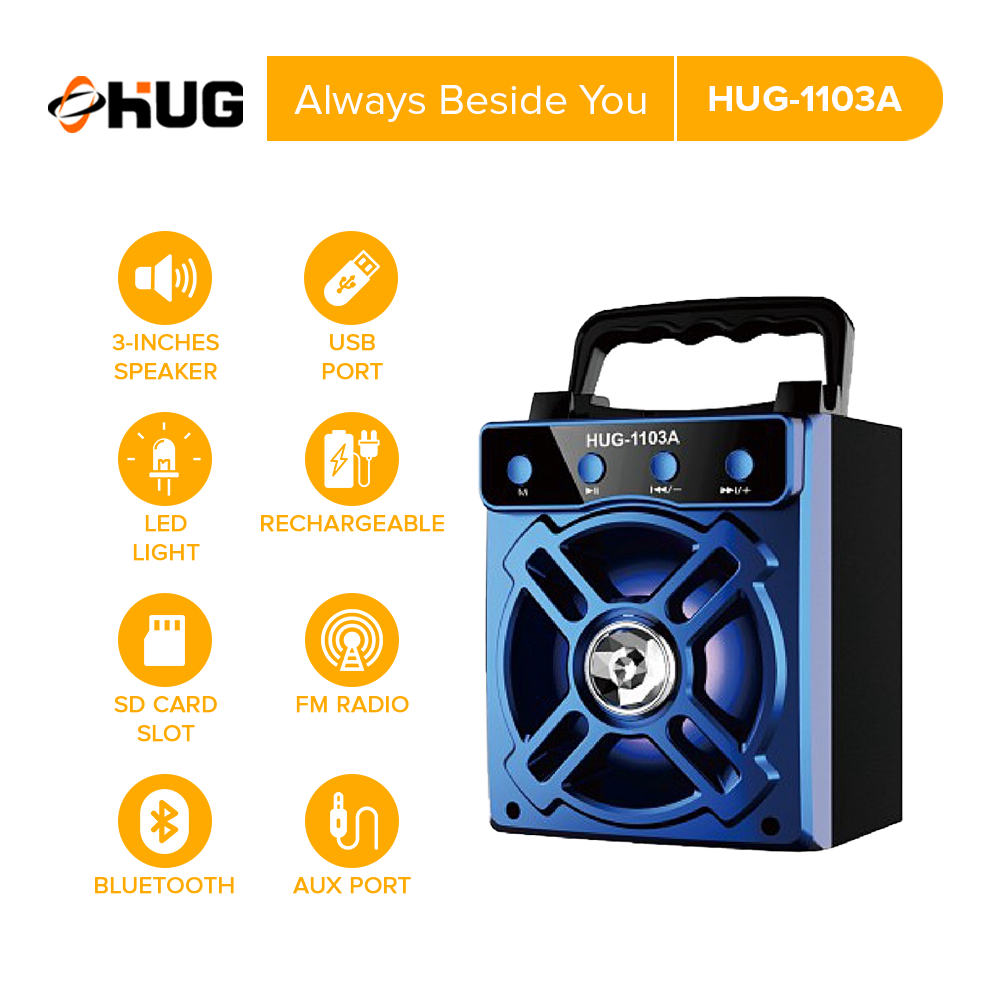 HUG
Always Beside You
HUG-1103A
3-INCHES
SPEAKER
USB
PORT
LED
LIGHT
RECHARGEABLE
SD CARD
SLOT
FM RADIO
BLUETOOTH
AUX PORT
HUG-1103A
M